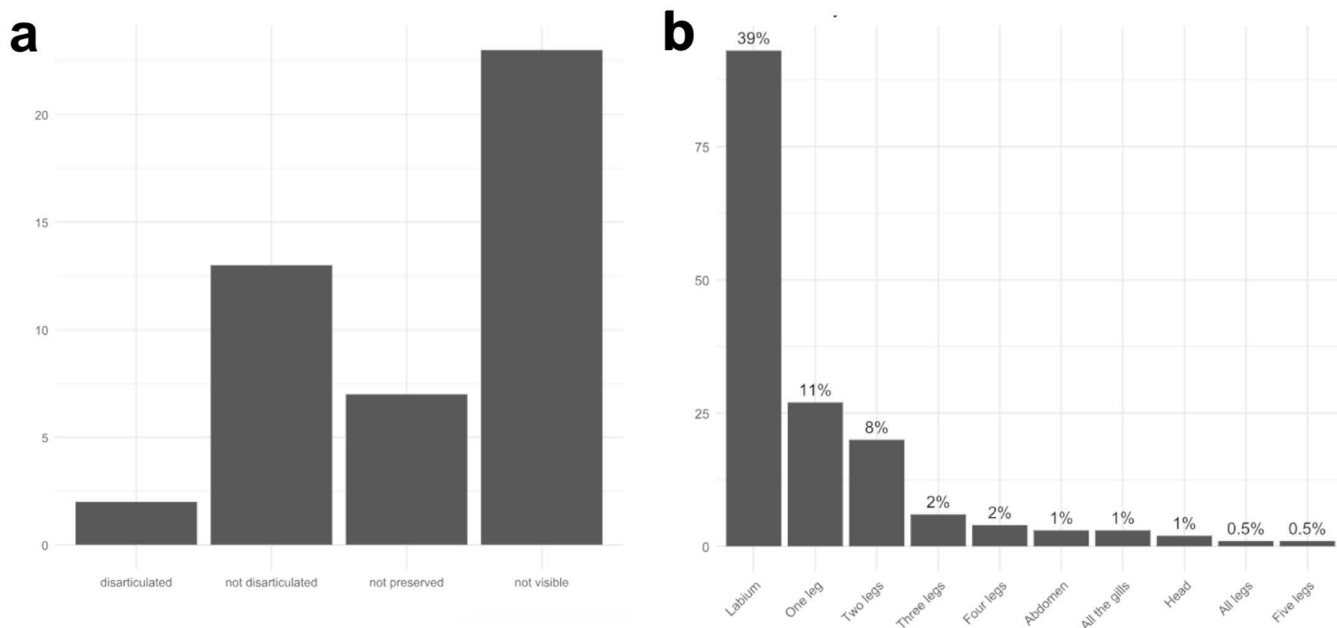 a
20
15
10
5
0
disarticulated not disarticulated not preserved not visible
b
39%
75
50
25
11%
8%
2% 2% 1% 1% 1% 0.5% 0.5%
0
Labium One leg Two legs Three legs Four legs Abdomen All the gills Head All legs Five legs